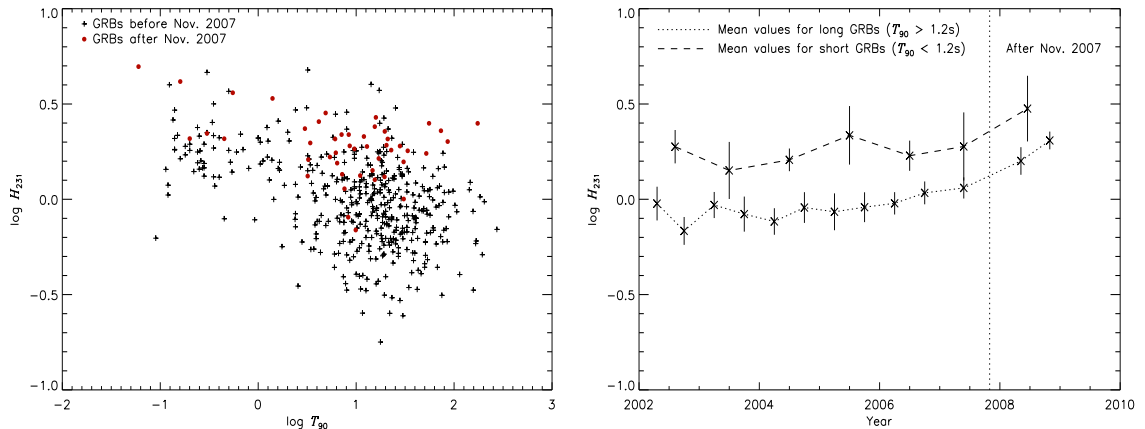 GRBs before Nov. 2007
GRBs after Nov. 2007
1.0
0.5
0.0
−0.5
−1.0
log H231
−2
−1
0
1
2
3
log T90
Mean values for long GRBs (T90 > 1.2s)
Mean values for short GRBs (T90 < 1.2s)
After Nov. 2007
1.0
0.5
0.0
−0.5
−1.0
log H231
2002
2004
2006
2008
2010
Year